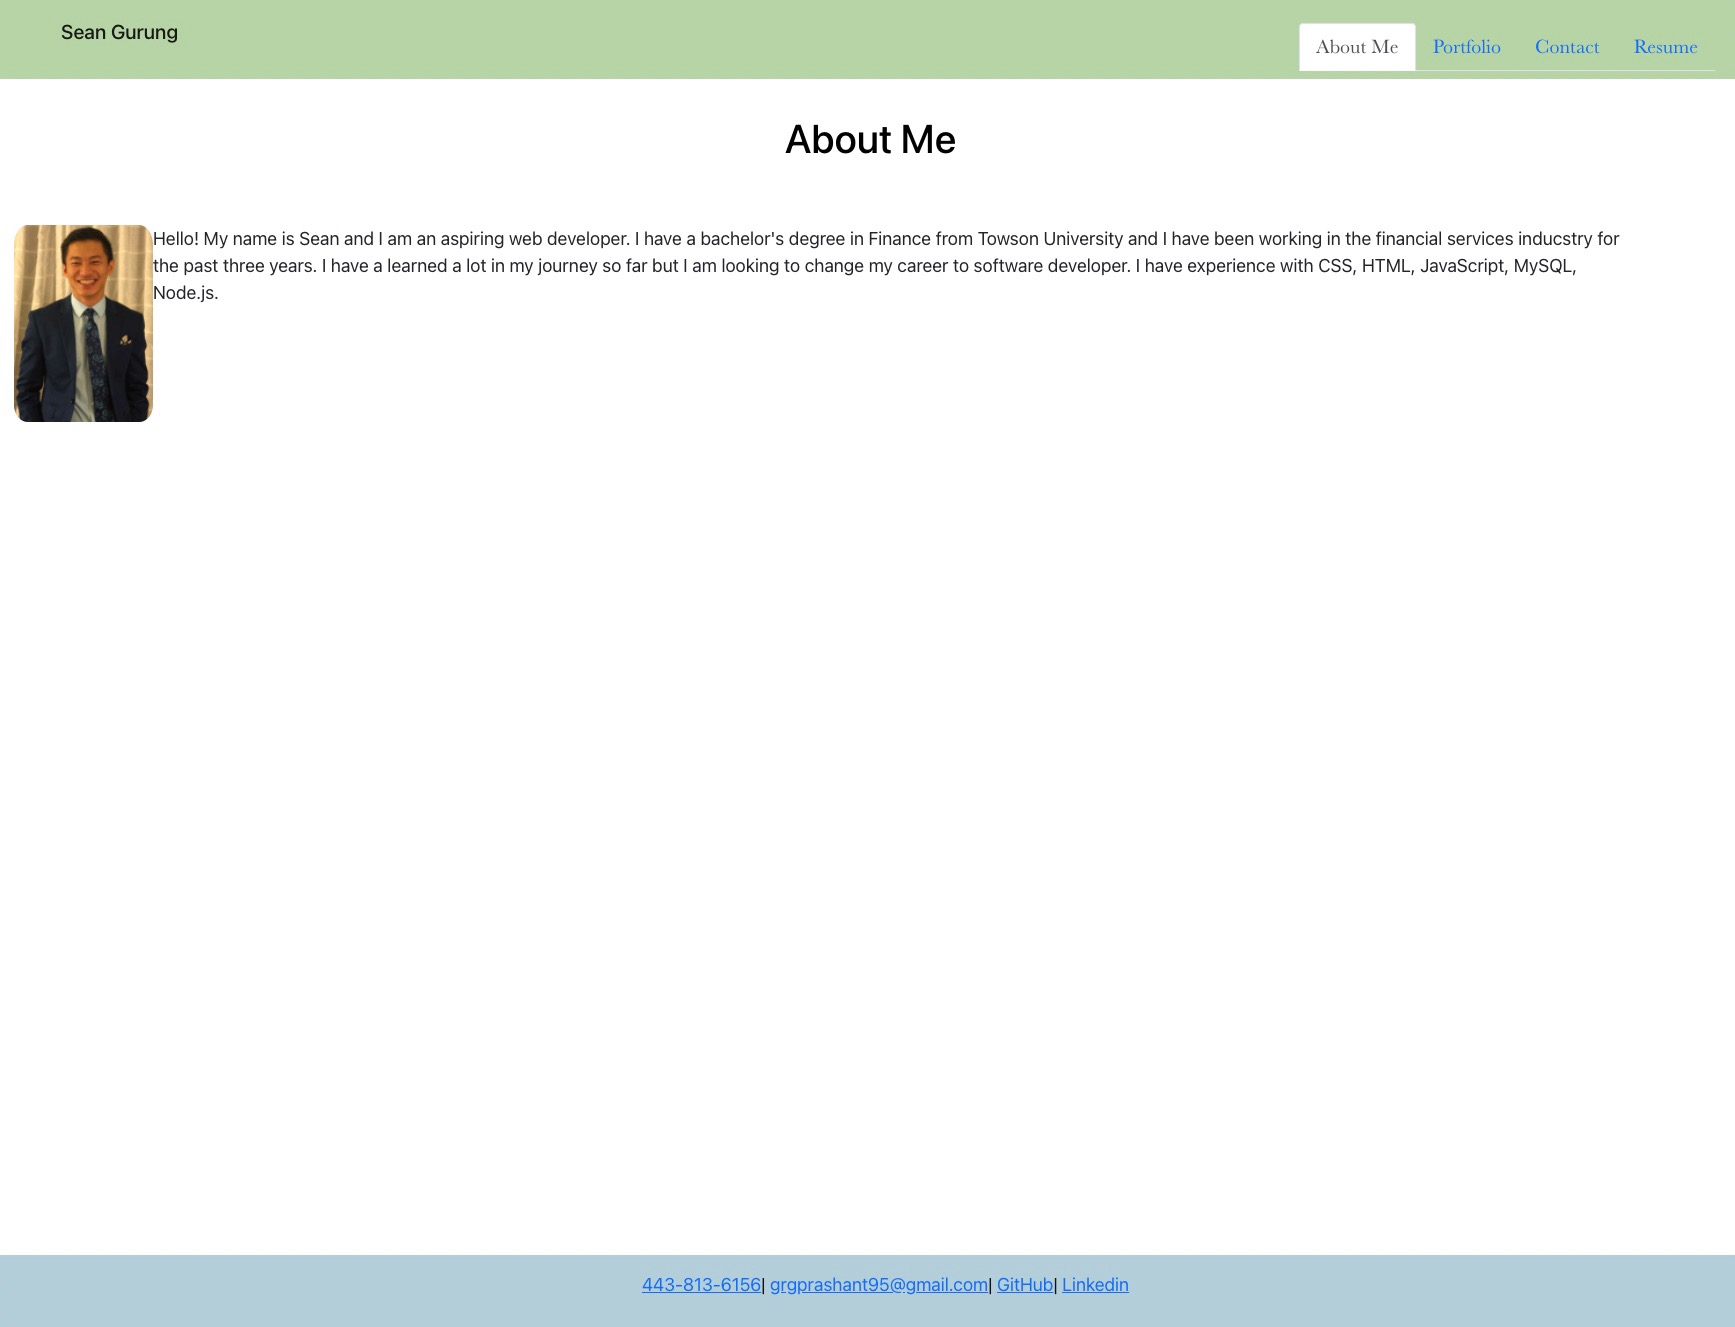 Sean Gurung
About Me Portfolio Contact Resume
About Me
Hello! My name is Sean and I am an aspiring web developer. I have a bachelor's degree in Finance from Towson University and I have been working in the financial services inducstry for
the past three years. I have a learned a lot in my journey so far but I am looking to change my career to software developer. I have experience with CSS, HTML, JavaScript, MySQL,
Node.js.
443-813-6156| grgprashant95@gmail.com| GitHub| Linkedin